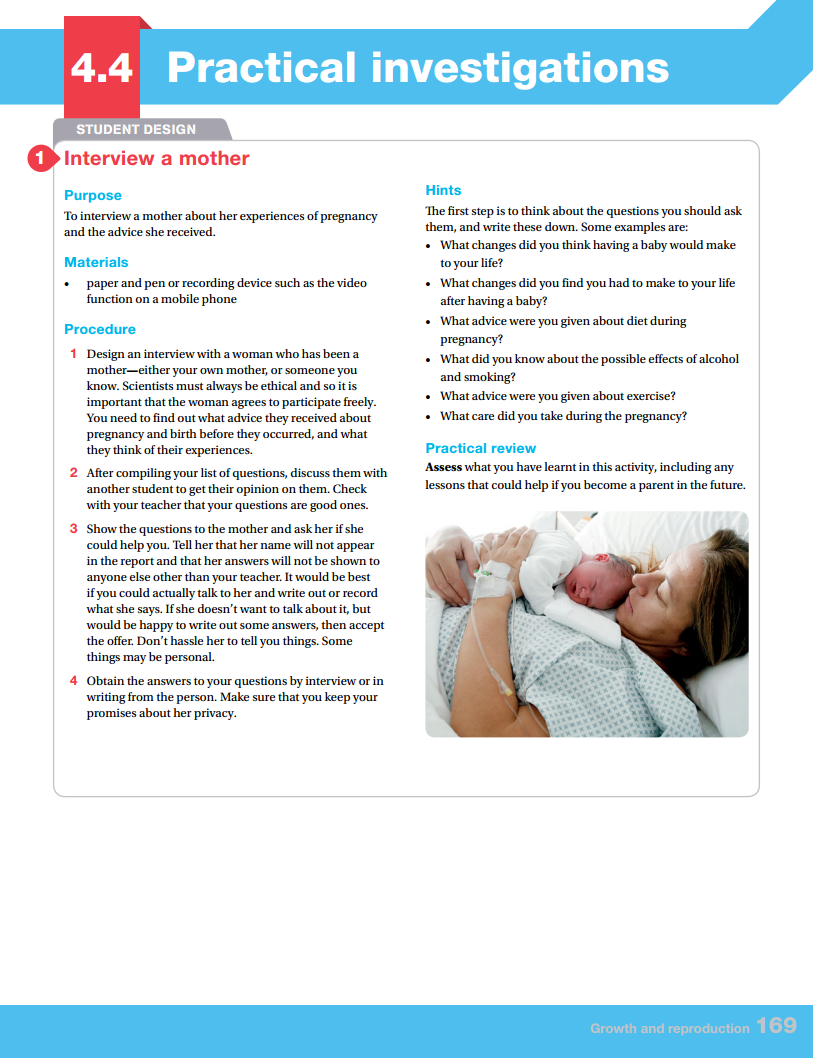 4.4 Practical investigations
STUDENT DESIGN
1 Interview a mother
Purpose
To interview a mother about her experiences of pregnancy
and the advice she received.
Materials
• paper and pen or recording device such as the video
function on a mobile phone
Procedure
1 Design an interview with a woman who has been a
mother—either your own mother, or someone you
know. Scientists must always be ethical and so it is
important that the woman agrees to participate freely.
You need to find out what advice they received about
pregnancy and birth before they occurred, and what
they think of their experiences.
2 After compiling your list of questions, discuss them with
another student to get their opinion on them. Check
with your teacher that your questions are good ones.
3 Show the questions to the mother and ask her if she
could help you. Tell her that her name will not appear
in the report and that her answers will not be shown to
anyone else other than your teacher. It would be best
if you could actually talk to her and write out or record
what she says. If she doesn't want to talk about it, but
would be happy to write out some answers, then accept
the offer. Don't hassle her to tell you things. Some
things may be personal.
4 Obtain the answers to your questions by interview or in
writing from the person. Make sure that you keep your
promises about her privacy.
Hints
The first step is to think about the questions you should ask
them, and write these down. Some examples are:
• What changes did you think having a baby would make
to your life?
• What changes did you find you had to make to your life
after having a baby?
• What advice were you given about diet during
pregnancy?
• What did you know about the possible effects of alcohol
and smoking?
• What advice were you given about exercise?
• What care did you take during the pregnancy?
Practical review
Assess what you have learnt in this activity, including any
lessons that could help if you become a parent in the future.
Growth and reproduction 169